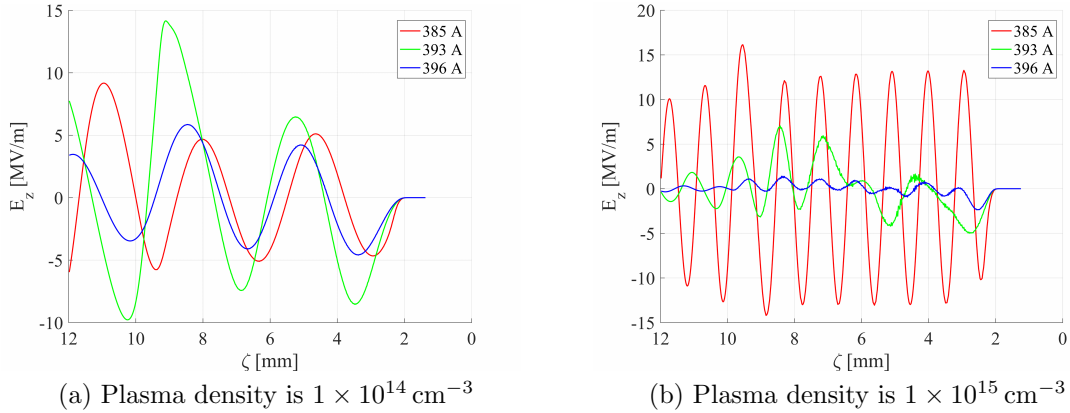 15
10
5
0
-5
-10
E_z [MV/m]
12 10 8 6 4 2 0
ζ [mm]
385 A
393 A
396 A
(a) Plasma density is 1 × 10^14 cm^−3
20
15
10
5
0
-5
-10
-15
E_z [MV/m]
12 10 8 6 4 2 0
ζ [mm]
385 A
393 A
396 A
(b) Plasma density is 1 × 10^15 cm^−3